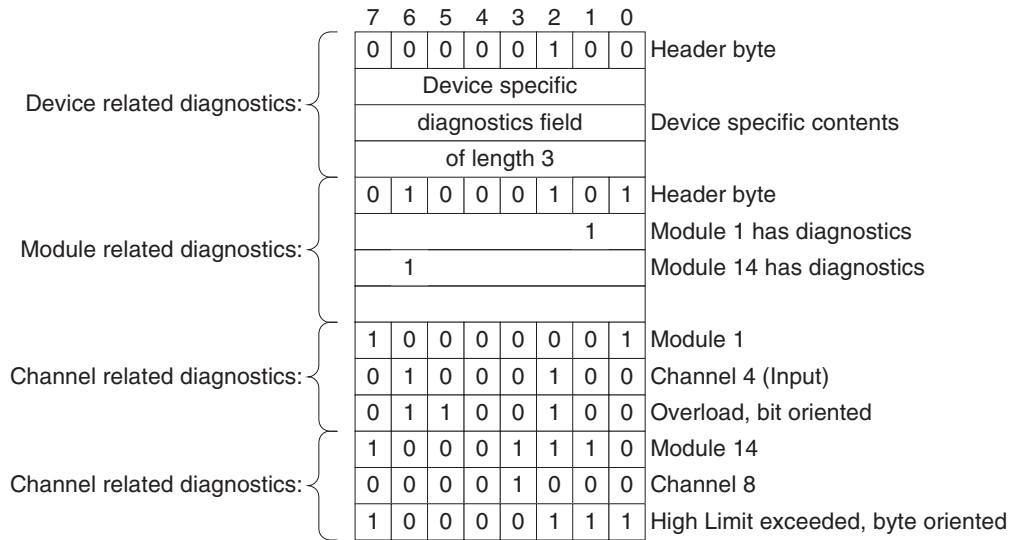 7 6 5 4 3 2 1 0
0 0 0 0 0 1 0 0 Header byte
Device related diagnostics:
Device specific
diagnostics field Device specific contents
of length 3
0 1 0 0 0 1 0 1 Header byte
Module related diagnostics:
1 Module 1 has diagnostics
1 Module 14 has diagnostics
1 0 0 0 0 0 0 1 Module 1
Channel related diagnostics: 0 1 0 0 0 1 0 0 Channel 4 (Input)
0 1 1 0 0 1 0 0 Overload, bit oriented
1 0 0 0 1 1 1 0 Module 14
Channel related diagnostics: 0 0 0 0 1 0 0 0 Channel 8
1 0 0 0 0 1 1 1 High Limit exceeded, byte oriented